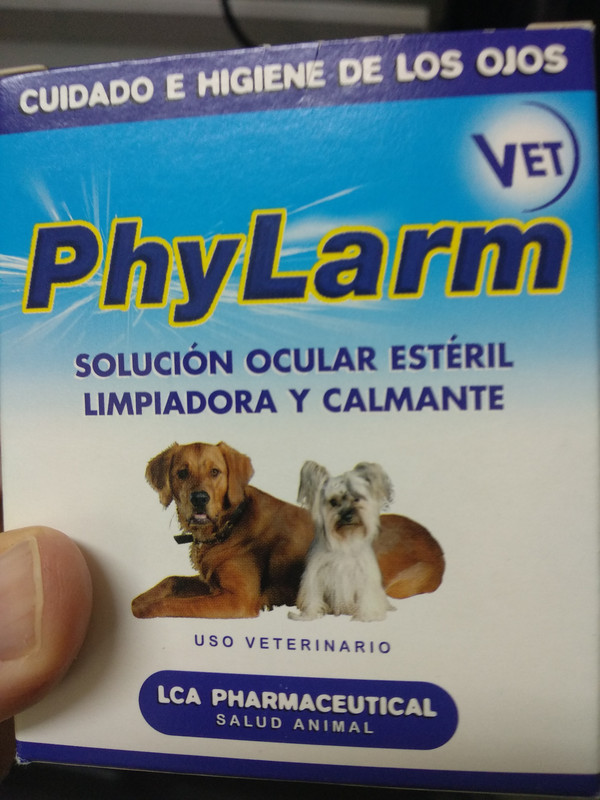 CUIDADO E HIGIENE DE LOS OJOS
VET
PhyLarm
SOLUCIÓN OCULAR ESTÉRIL
LIMPIADORA Y CALMANTE
USO VETERINARIO
LCA PHARMACEUTICAL
SALUD ANIMAL